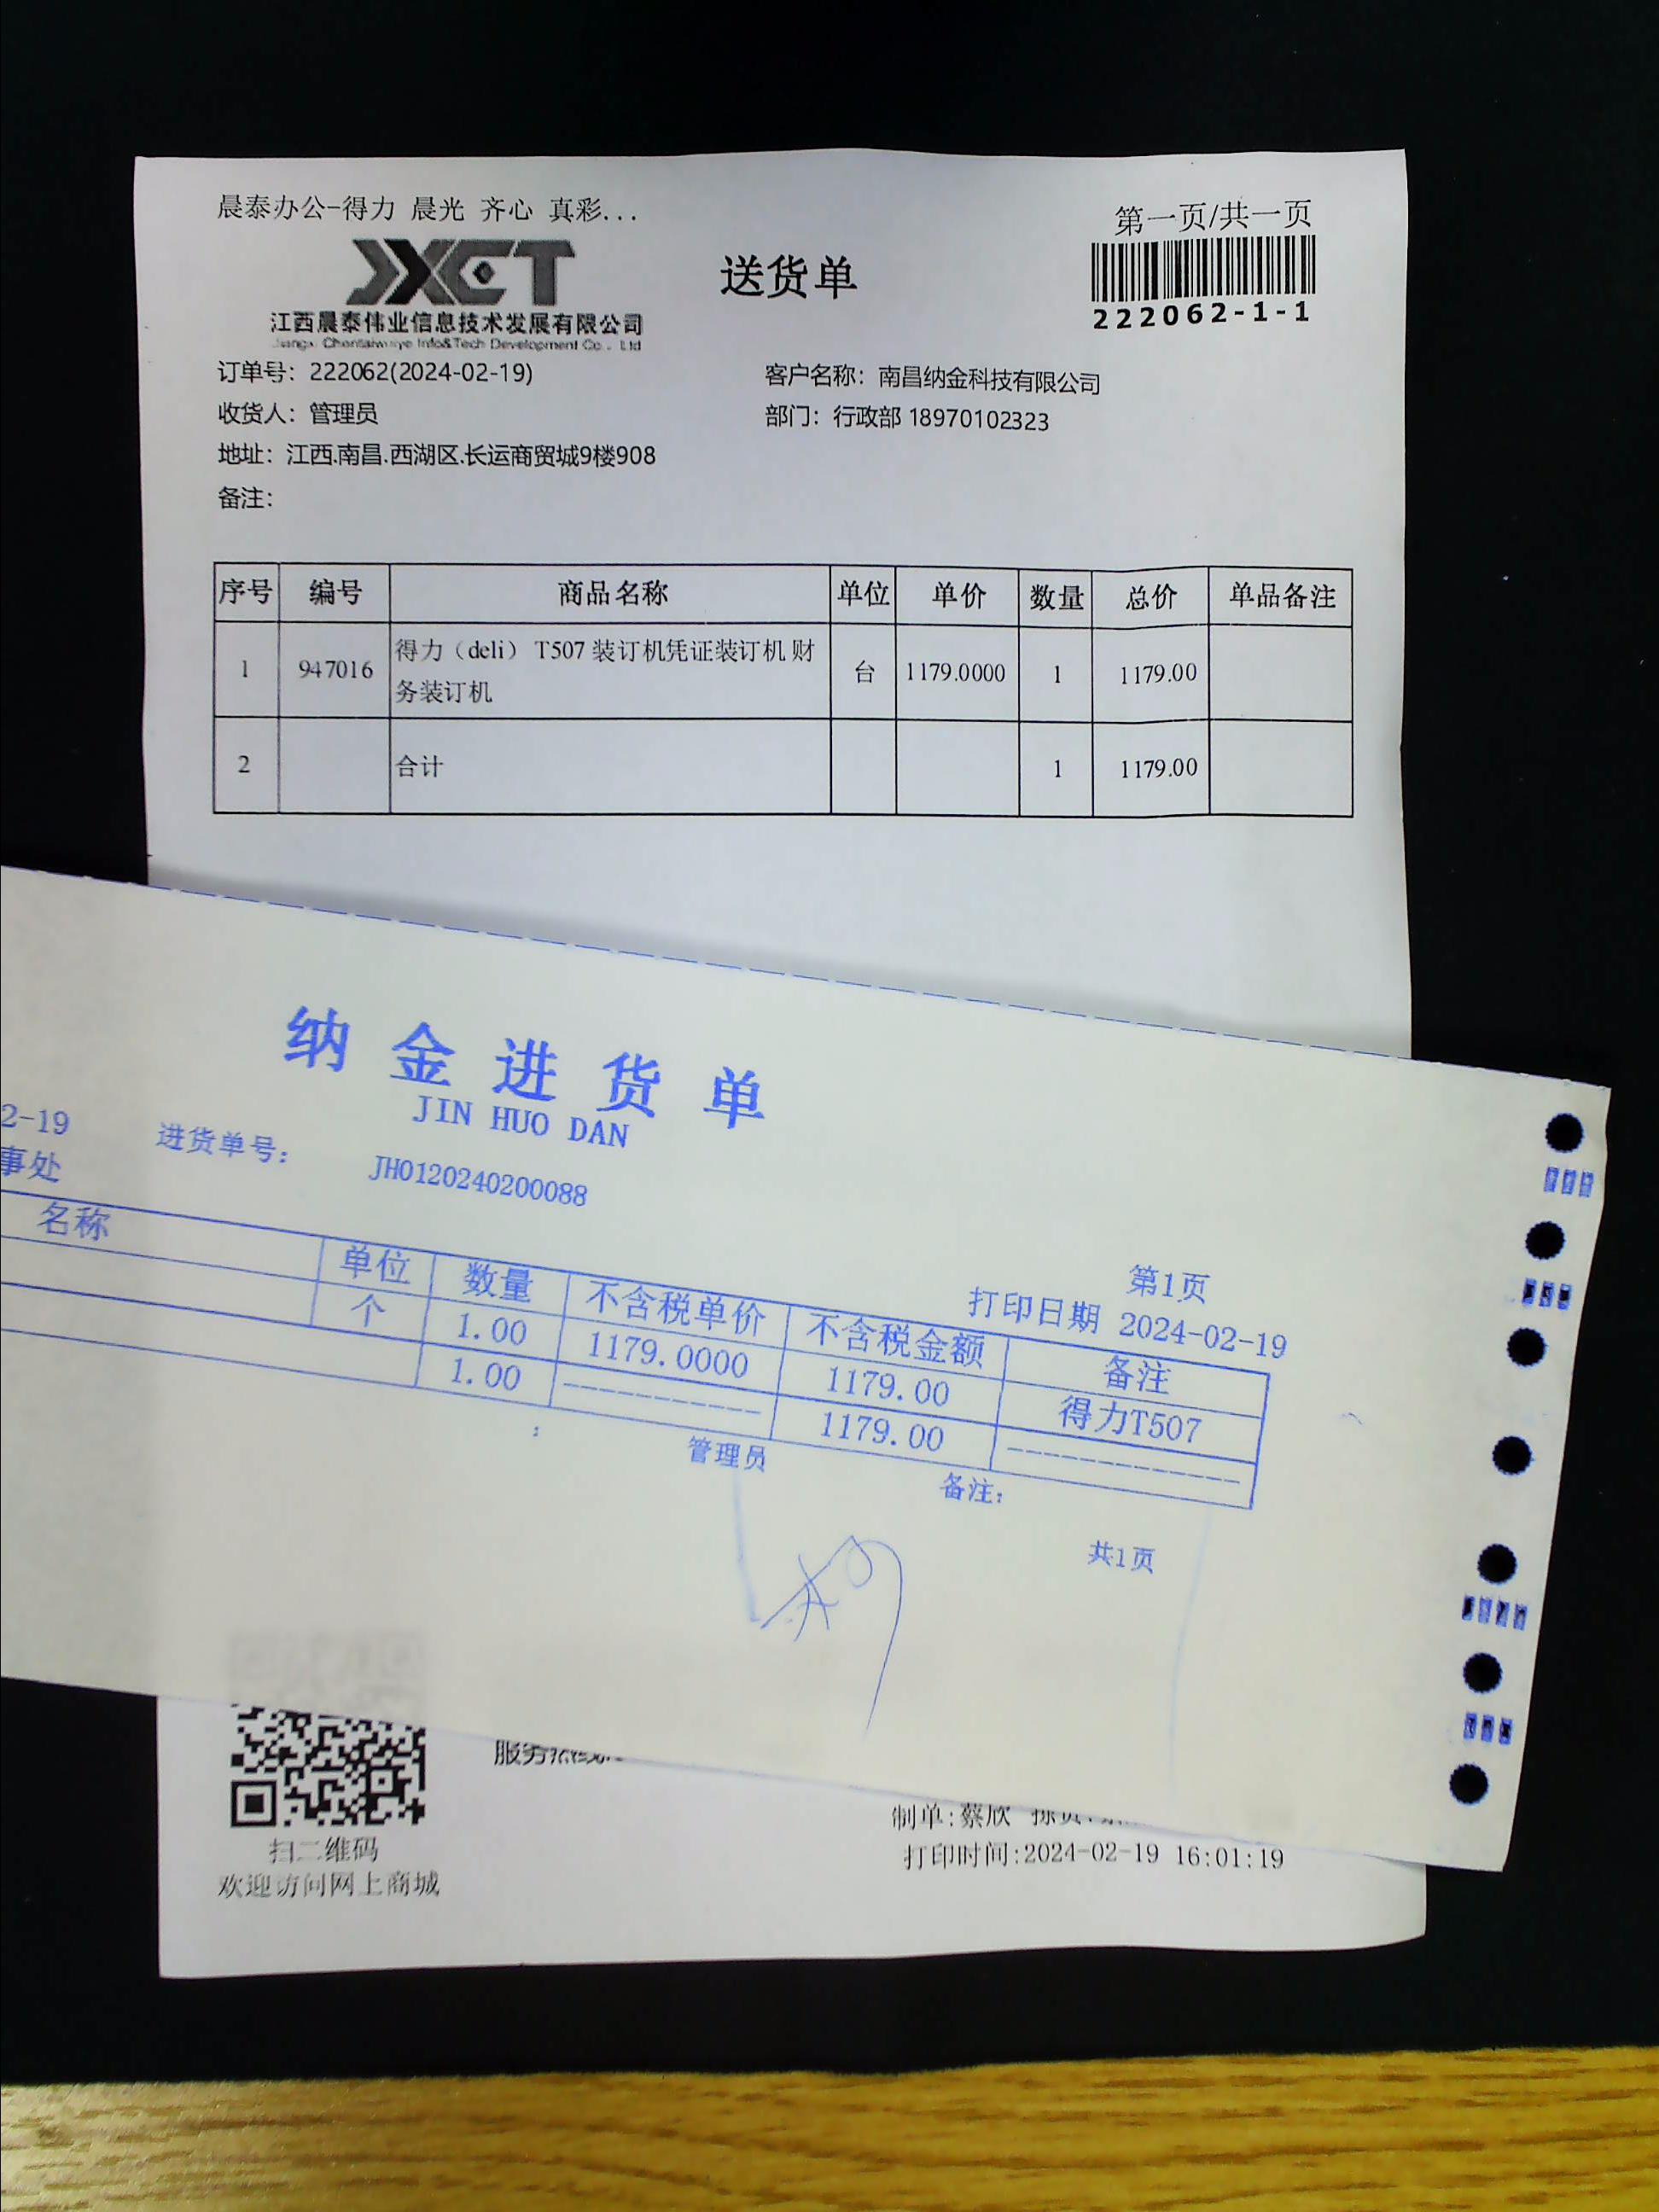 晨泰办公-得力 晨光 齐心 真彩...
第一页/共一页
JXCT
送货单
222062-1-1
江西晨泰伟业信息技术发展有限公司
订单号：222062(2024-02-19)
客户名称：南昌纳金科技有限公司
收货人：管理员
部门：行政部 18970102323
地址：江西.南昌.西湖区.长运商贸城9楼908
备注：
序号 编号 商品名称 单位 单价 数量 总价 单品备注
1 947016 得力（deli） T507 装订机凭证装订机 财务装订机 台 1179.0000 1 1179.00
2 合计 1 1179.00
纳金进货单
JIN HUO DAN
2-19 进货单号： JH0120240200088
事处
第1页
打印日期 2024-02-19
名称 单位 数量 不含税单价 不含税金额 备注
个 1.00 1179.0000 1179.00 得力T507
1.00 ---------- 1179.00 ----------
： 管理员 备注：
共1页
服务热线
制单:蔡欣
打印时间:2024-02-19 16:01:19
扫二维码
欢迎访问网上商城